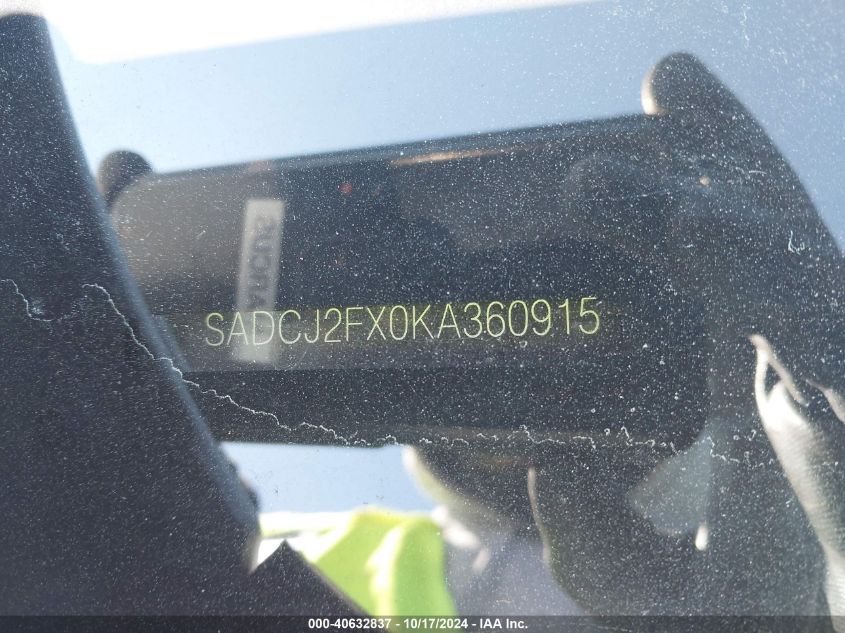 SADCJ2FX0KA360915
000-40632837 - 10/17/2024 - IAA Inc.